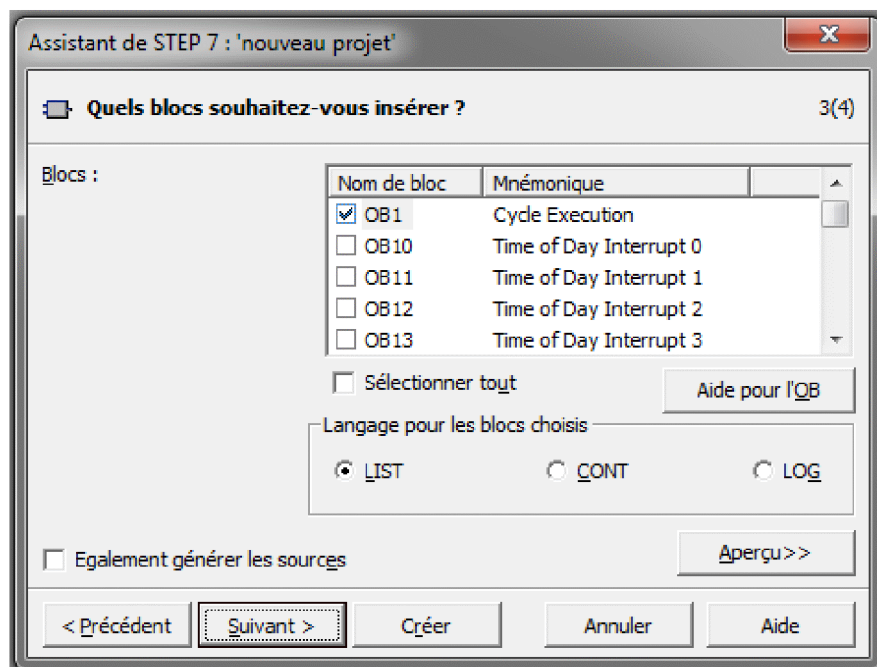 Assistant de STEP 7 : 'nouveau projet'
Quels blocs souhaitez-vous insérer ? 3(4)
Blocs :
Nom de bloc Mnémonique
OB1 Cycle Execution
OB10 Time of Day Interrupt 0
OB11 Time of Day Interrupt 1
OB12 Time of Day Interrupt 2
OB13 Time of Day Interrupt 3
Sélectionner tout
Aide pour l'OB
Langage pour les blocs choisis
LIST CONT LOG
Egalement générer les sources
Aperçu>>
< Précédent Suivant > Créer Annuler Aide